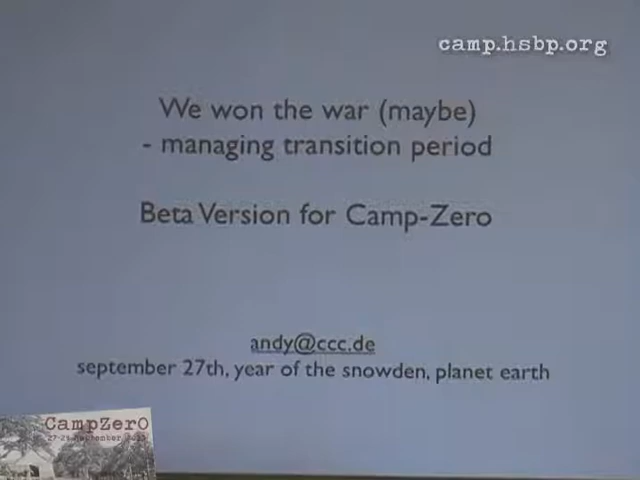 camp.hsbp.org
We won the war (maybe)
- managing transition period
Beta Version for Camp-Zero
andy@ccc.de
september 27th, year of the snowden, planet earth
CampZer0